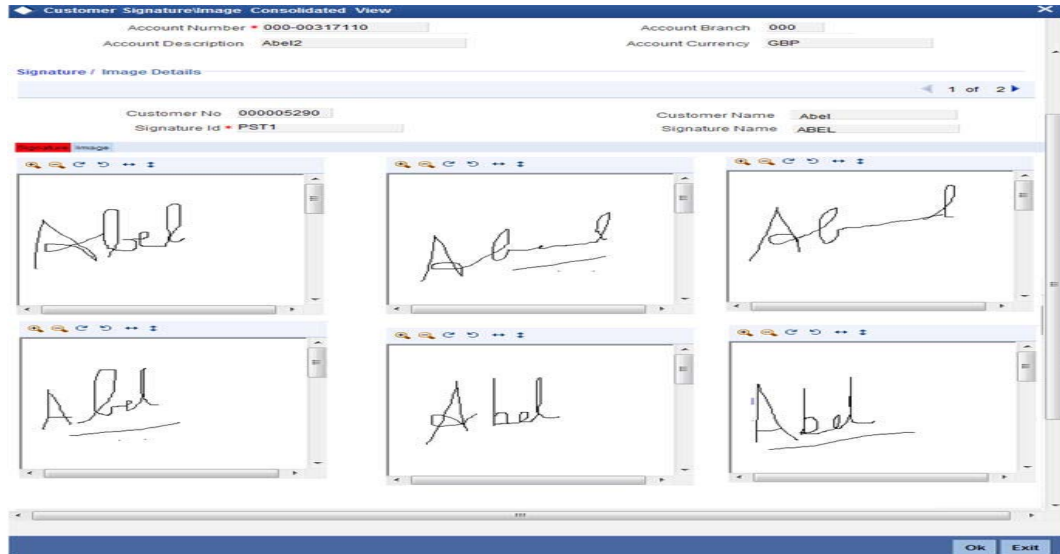 Customer Signature\Image Consolidated View
Account Number * 000-00317110 Account Branch 000
Account Description Abel2 Account Currency GBP
Signature / Image Details
1 of 2
Customer No 000005290 Customer Name Abel
Signature Id * PST1 Signature Name ABEL
Signature Image
Abel Abel Abel
Abel Abel Abel
Ok Exit